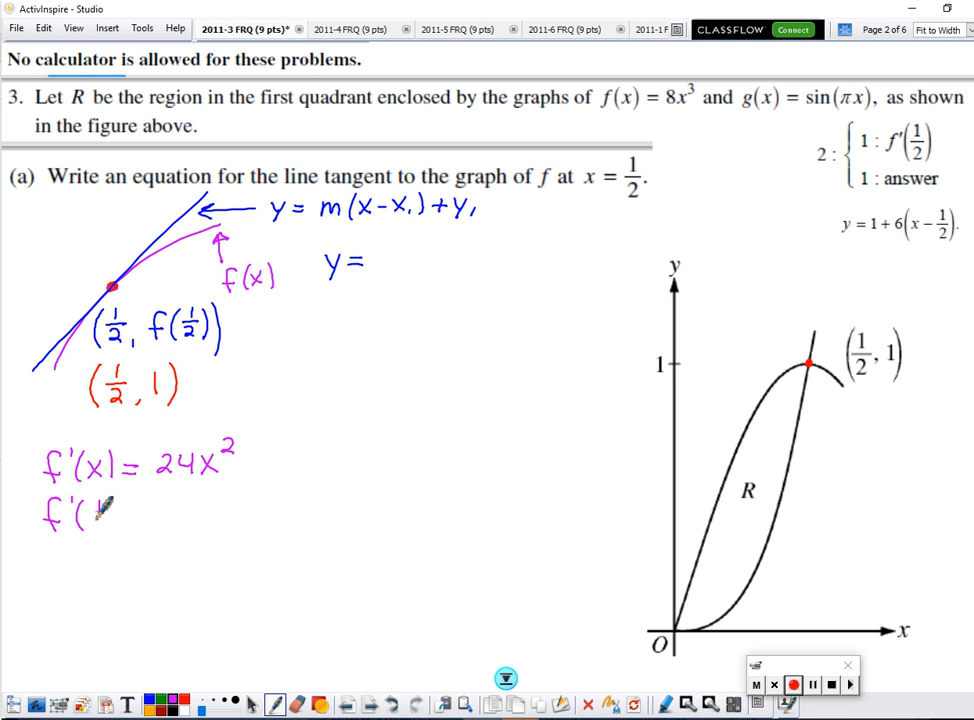 ActivInspire - Studio
File Edit View Insert Tools Help 2011-3 FRQ (9 pts)* 2011-4 FRQ (9 pts) 2011-5 FRQ (9 pts) 2011-6 FRQ (9 pts) 2011-1 F CLASSFLOW Connect Page 2 of 6 Fit to Width
No calculator is allowed for these problems.
3. Let R be the region in the first quadrant enclosed by the graphs of f(x) = 8x³ and g(x) = sin(πx), as shown
in the figure above.
2 : { 1 : f'(1/2)
1 : answer
(a) Write an equation for the line tangent to the graph of f at x = 1/2.
y = m(x-x₁)+y₁
y = 1 + 6(x − 1/2).
y =
f(x)
(1/2, f(1/2))
(1/2, 1)
f'(x) = 24x²
f'(
y
1
(1/2, 1)
R
O
x
M
T